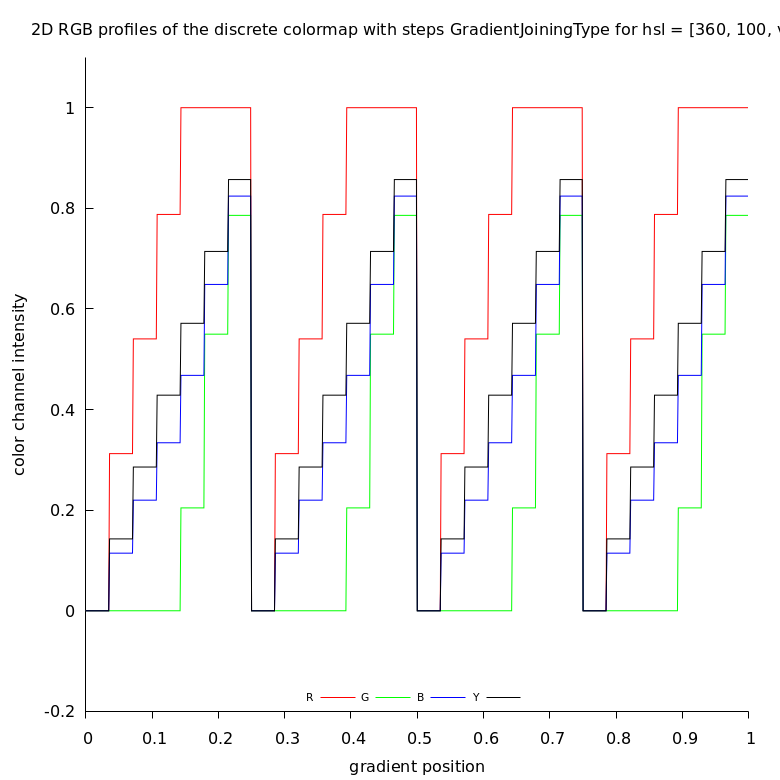 2D RGB profiles of the discrete colormap with steps GradientJoiningType for hsl = [360, 100,
1
0.8
0.6
0.4
0.2
0
-0.2
color channel intensity
R G B Y
0 0.1 0.2 0.3 0.4 0.5 0.6 0.7 0.8 0.9 1
gradient position